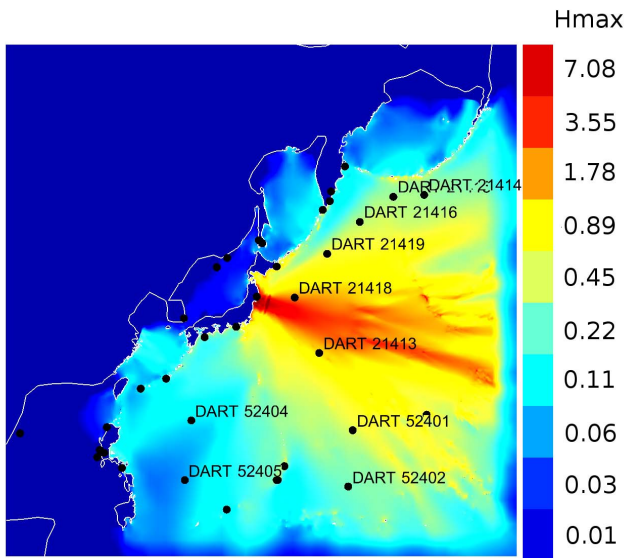 Hmax
7.08
3.55
1.78
0.89
0.45
0.22
0.11
0.06
0.03
0.01
DART 21414
DART 21416
DART 21419
DART 21418
DART 21413
DART 52404
DART 52401
DART 52405
DART 52402